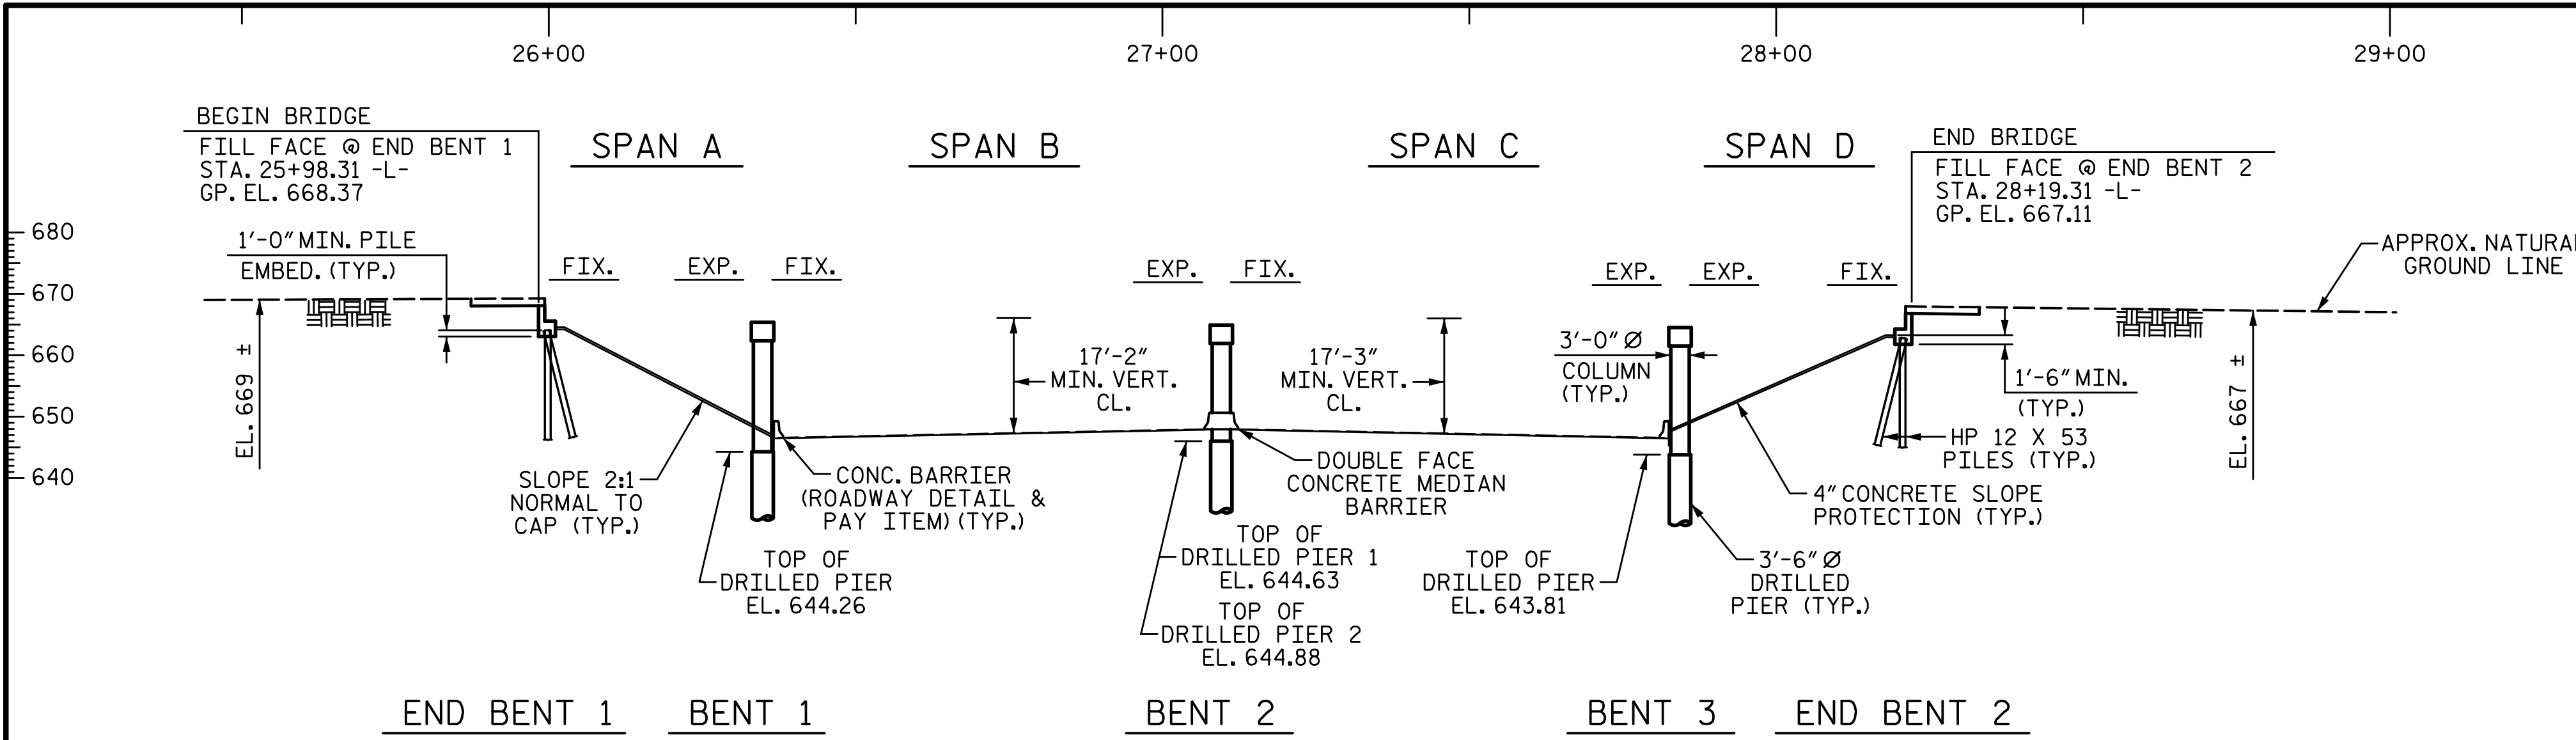 26+00
27+00
28+00
29+00
BEGIN BRIDGE
FILL FACE @ END BENT 1
STA. 25+98.31 -L-
GP. EL. 668.37
SPAN A
SPAN B
SPAN C
SPAN D
END BRIDGE
FILL FACE @ END BENT 2
STA. 28+19.31 -L-
GP. EL. 667.11
680
670
660
650
640
1'-0" MIN. PILE
EMBED. (TYP.)
FIX.
EXP.
FIX.
EXP.
FIX.
EXP.
EXP.
FIX.
APPROX. NATURA
GROUND LINE
EL. 669 ±
17'-2"
MIN. VERT.
CL.
17'-3"
MIN. VERT.
CL.
3'-0" Ø
COLUMN
(TYP.)
1'-6" MIN.
(TYP.)
EL. 667 ±
HP 12 X 53
PILES (TYP.)
SLOPE 2:1
NORMAL TO
CAP (TYP.)
CONC. BARRIER
(ROADWAY DETAIL &
PAY ITEM) (TYP.)
DOUBLE FACE
CONCRETE MEDIAN
BARRIER
4" CONCRETE SLOPE
PROTECTION (TYP.)
TOP OF
DRILLED PIER
EL. 644.26
TOP OF
DRILLED PIER 1
EL. 644.63
TOP OF
DRILLED PIER 2
EL. 644.88
TOP OF
DRILLED PIER
EL. 643.81
3'-6" Ø
DRILLED
PIER (TYP.)
END BENT 1
BENT 1
BENT 2
BENT 3
END BENT 2